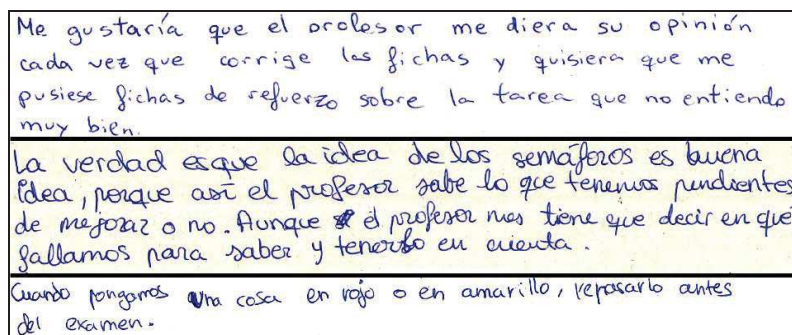 Me gustaría que el profesor me diera su opinión
cada vez que corrige las fichas y quisiera que me
pusiese fichas de refuerzo sobre la tarea que no entiendo
muy bien.
La verdad es que la idea de los semáforos es buena
idea, porque así el profesor sabe lo que tenemos pendientes
de mejorar o no. Aunque el profesor nos tiene que decir en que
fallamos para saber y tenerlo en cuenta.
Cuando pongamos una cosa en rojo o en amarillo, repasarlo antes
del examen.